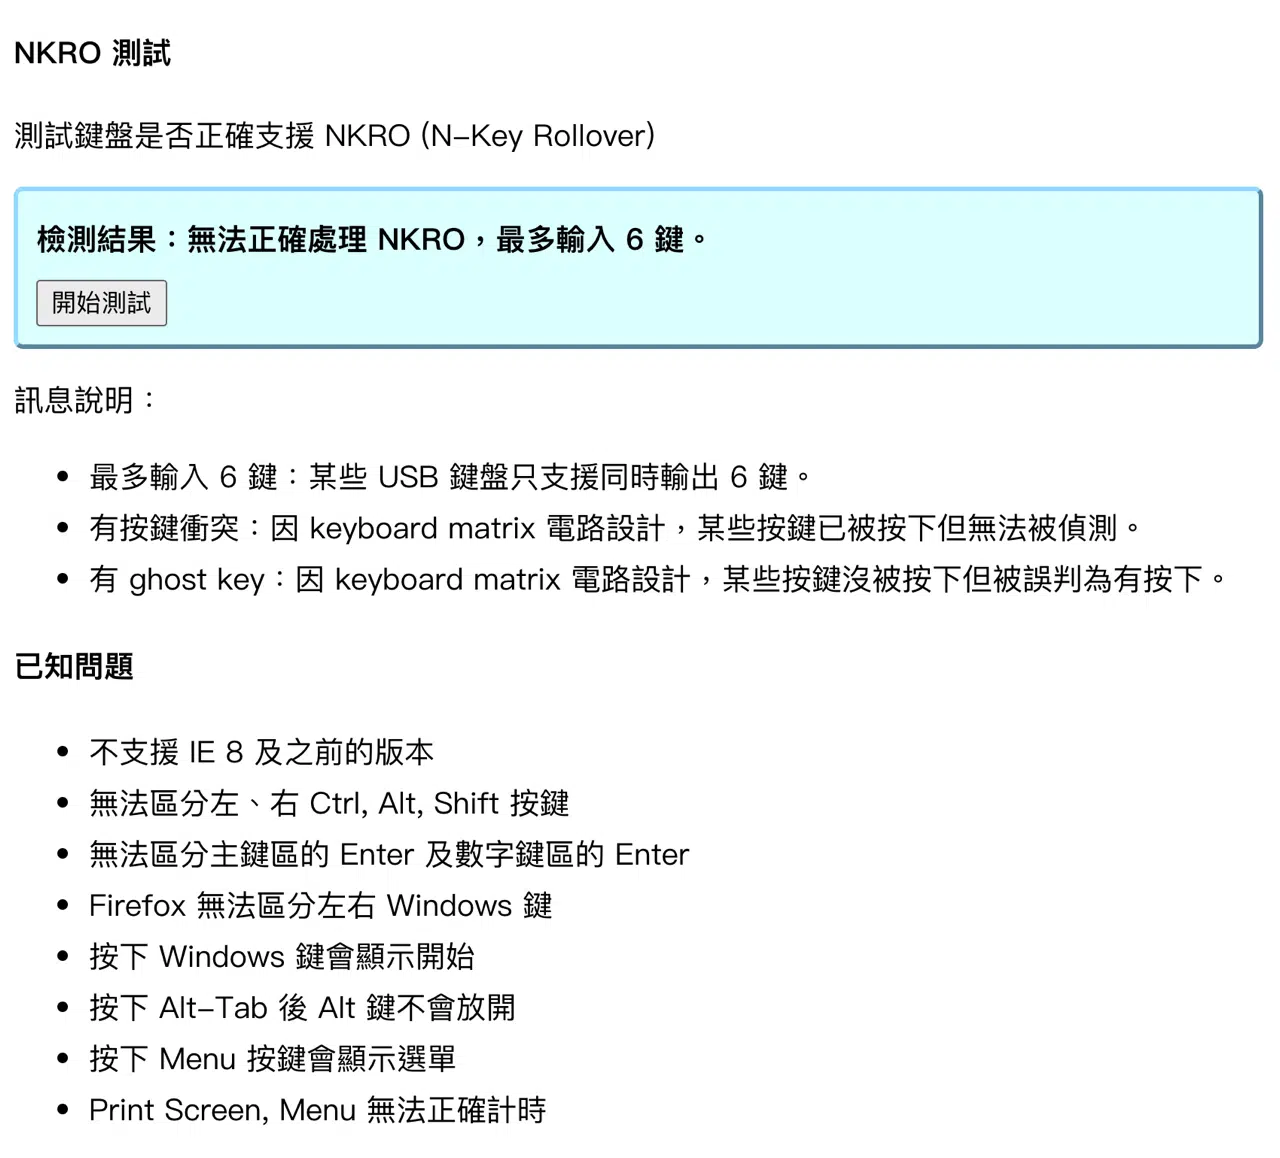 NKRO 測試
測試鍵盤是否正確支援 NKRO (N-Key Rollover)
檢測結果：無法正確處理 NKRO，最多輸入 6 鍵。
開始測試
訊息說明：
• 最多輸入 6 鍵：某些 USB 鍵盤只支援同時輸出 6 鍵。
• 有按鍵衝突：因 keyboard matrix 電路設計，某些按鍵已被按下但無法被偵測。
• 有 ghost key：因 keyboard matrix 電路設計，某些按鍵沒被按下但被誤判為有按下。
已知問題
• 不支援 IE 8 及之前的版本
• 無法區分左、右 Ctrl, Alt, Shift 按鍵
• 無法區分主鍵區的 Enter 及數字鍵區的 Enter
• Firefox 無法區分左右 Windows 鍵
• 按下 Windows 鍵會顯示開始
• 按下 Alt-Tab 後 Alt 鍵不會放開
• 按下 Menu 按鍵會顯示選單
• Print Screen, Menu 無法正確計時